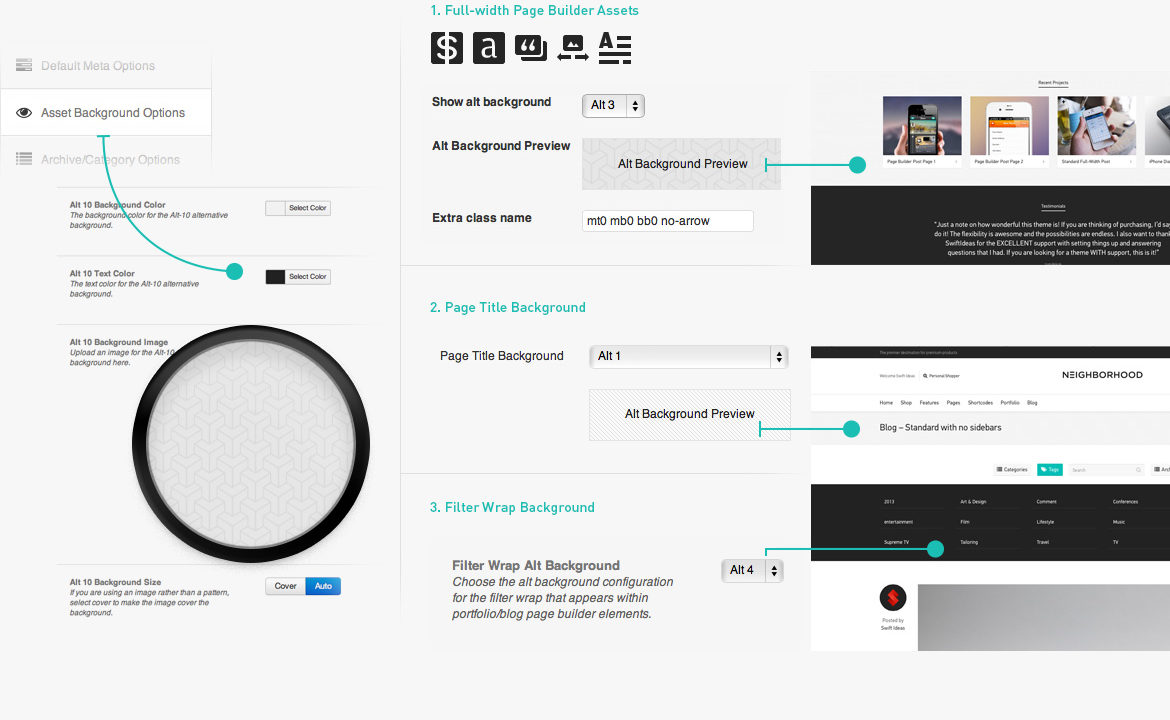 Default Meta Options
Asset Background Options
Archive/Category Options
Alt 10 Background Color
The background color for the Alt-10 alternative
background.
Select Color
Alt 10 Text Color
The text color for the Alt-10 alternative
background.
Select Color
Alt 10 Background Image
Upload an image for the Alt-10
background here.
Alt 10 Background Size
If you are using an image rather than a pattern,
select cover to make the image cover the
background.
Cover
Auto
1. Full-width Page Builder Assets
Show alt background
Alt 3
Alt Background Preview
Alt Background Preview
Extra class name
mt0 mb0 bb0 no-arrow
Recent Projects
Page Builder Post Page 1
Page Builder Post Page 2
Standard Full-Width Post
iPhone
Testimonials
"Just a note on how wonderful this theme is! If you are thinking of purchasing, I'd
do it! The flexibility is awesome and the possibilities are endless. I also want to
SwiftIdeas for the EXCELLENT support with setting things up and answering
questions that I had. If you are looking for a theme WITH support, this is it!"
2. Page Title Background
Page Title Background
Alt 1
Alt Background Preview
The premier destination for premium products
Welcome Swift Ideas
Personal Shopper
NEIGHBORHOOD
Home Shop Features Pages Shortcodes Portfolio Blog
Blog – Standard with no sidebars
Categories
Tags
Search
3. Filter Wrap Background
Filter Wrap Alt Background
Choose the alt background configuration
for the filter wrap that appears within
portfolio/blog page builder elements.
Alt 4
2013 Art & Design Comment Conferences
entertainment Film Lifestyle Music
Supreme TV Tailoring Travel TV
Posted by
Swift Ideas